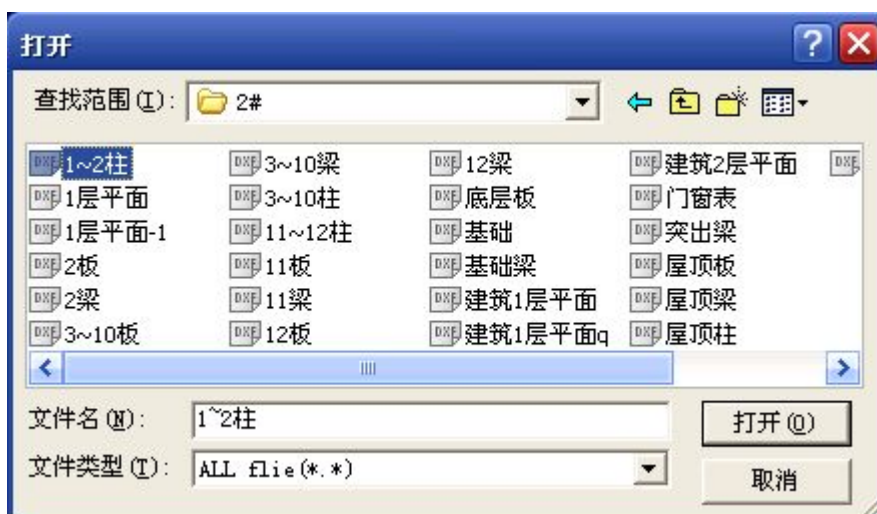 打开
查找范围(I): 2#
1~2柱 3~10梁 12梁 建筑2层平面
1层平面 3~10柱 底层板 门窗表
1层平面-1 11~12柱 基础 突出梁
2板 11板 基础梁 屋顶板
2梁 11梁 建筑1层平面 屋顶梁
3~10板 12板 建筑1层平面q 屋顶柱
文件名(N): 1~2柱 打开(O)
文件类型(T): ALL flie(*.*) 取消